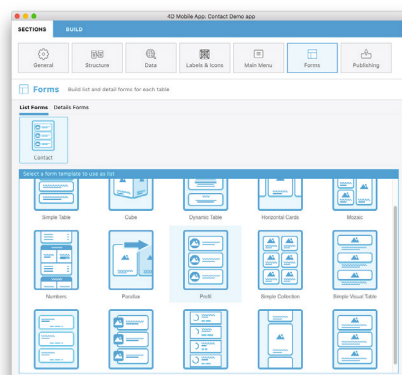 4D Mobile App, Contact Demo app
SECTIONS BUILD
General Structure Data Labels & Icons Main Menu Forms Publishing
Forms Build list and detail forms for each table
List Forms Details Forms
Contact
Select a form template to use as list
Simple Table Cube Dynamic Table Horizontal Cards Mozaic
Numbers Parallax Profil Simple Collection Simple Visual Table